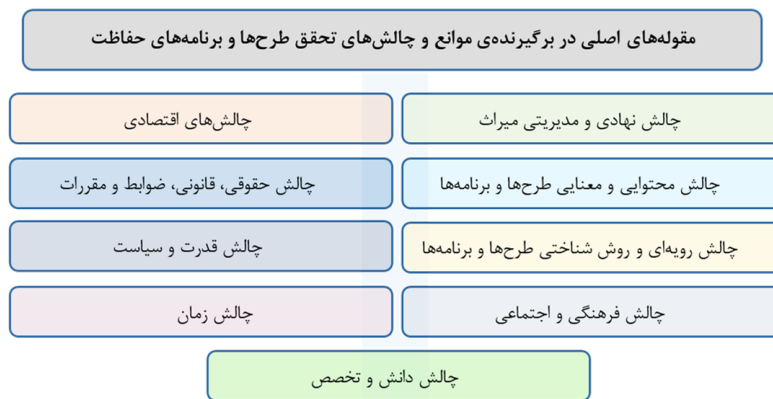 مقوله‌های اصلی در برگیرنده‌ی موانع و چالش‌های تحقق طرح‌ها و برنامه‌های حفاظت
چالش نهادی و مدیریتی میراث
چالش‌های اقتصادی
چالش محتوایی و معنایی طرح‌ها و برنامه‌ها
چالش حقوقی، قانونی، ضوابط و مقررات
چالش رویه‌ای و روش شناختی طرح‌ها و برنامه‌ها
چالش قدرت و سیاست
چالش فرهنگی و اجتماعی
چالش زمان
چالش دانش و تخصص